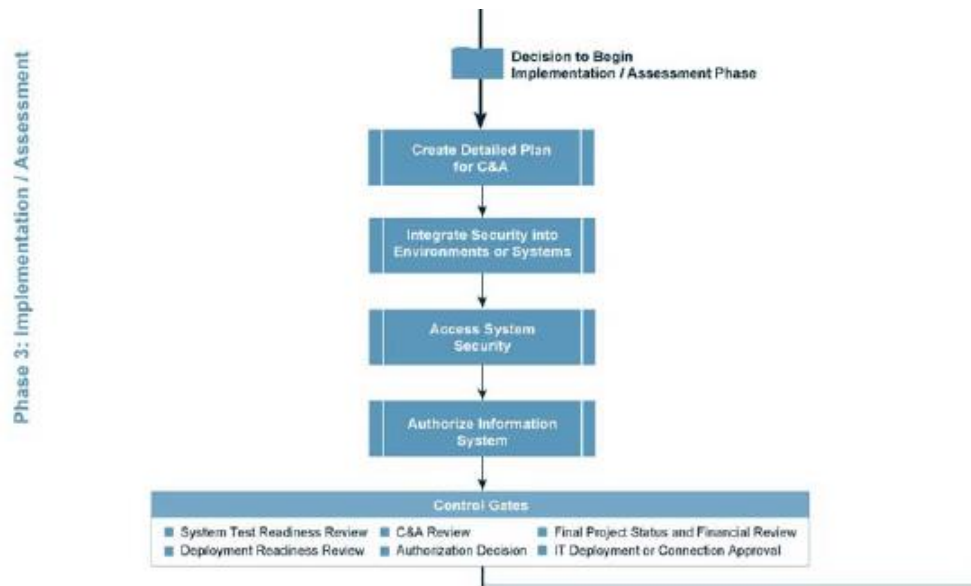 Phase 3: Implementation / Assessment
Decision to Begin
Implementation / Assessment Phase
Create Detailed Plan
for C&A
Integrate Security into
Environments or Systems
Access System
Security
Authorize Information
System
Control Gates
System Test Readiness Review
C&A Review
Final Project Status and Financial Review
Deployment Readiness Review
Authorization Decision
IT Deployment or Connection Approval